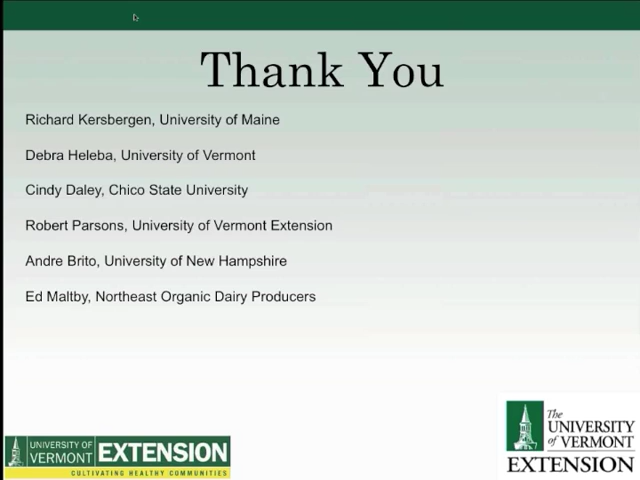 Thank You
Richard Kersbergen, University of Maine
Debra Heleba, University of Vermont
Cindy Daley, Chico State University
Robert Parsons, University of Vermont Extension
Andre Brito, University of New Hampshire
Ed Maltby, Northeast Organic Dairy Producers
UNIVERSITY OF
VERMONT
EXTENSION
CULTIVATING HEALTHY COMMUNITIES
The
UNIVERSITY
of VERMONT
EXTENSION